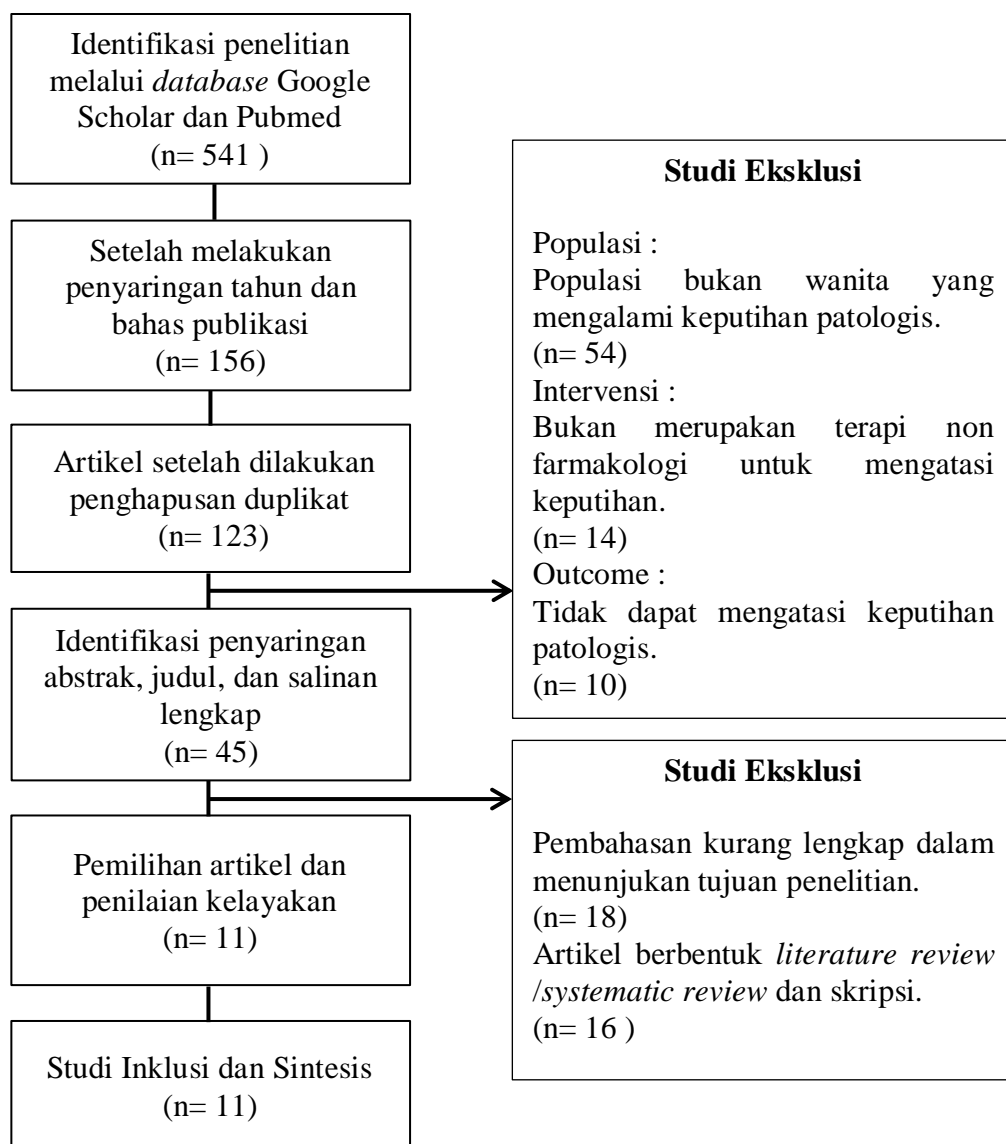 Identifikasi penelitian
melalui database Google
Scholar dan Pubmed
(n= 541 )
Setelah melakukan
penyaringan tahun dan
bahas publikasi
(n= 156)
Artikel setelah dilakukan
penghapusan duplikat
(n= 123)
Studi Eksklusi
Populasi :
Populasi bukan wanita yang
mengalami keputihan patologis.
(n= 54)
Intervensi :
Bukan merupakan terapi non
farmakologi untuk mengatasi
keputihan.
(n= 14)
Outcome :
Tidak dapat mengatasi keputihan
patologis.
(n= 10)
Identifikasi penyaringan
abstrak, judul, dan salinan
lengkap
(n= 45)
Studi Eksklusi
Pembahasan kurang lengkap dalam
menunjukan tujuan penelitian.
(n= 18)
Artikel berbentuk literature review
/systematic review dan skripsi.
(n= 16 )
Pemilihan artikel dan
penilaian kelayakan
(n= 11)
Studi Inklusi dan Sintesis
(n= 11)